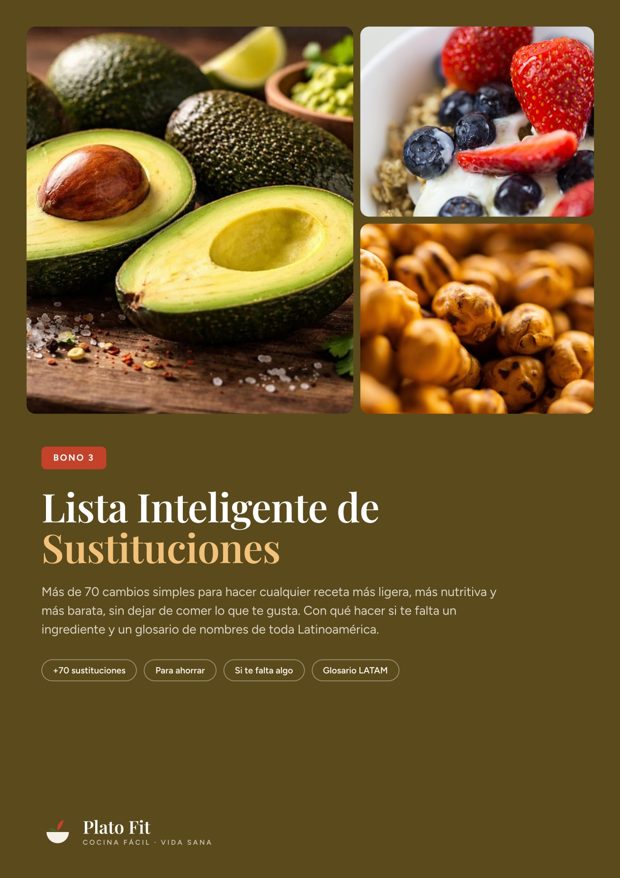 BONO 3
Lista Inteligente de
Sustituciones
Más de 70 cambios simples para hacer cualquier receta más ligera, más nutritiva y
más barata, sin dejar de comer lo que te gusta. Con qué hacer si te falta un
ingrediente y un glosario de nombres de toda Latinoamérica.
+70 sustituciones
Para ahorrar
Si te falta algo
Glosario LATAM
Plato Fit
COCINA FÁCIL · VIDA SANA